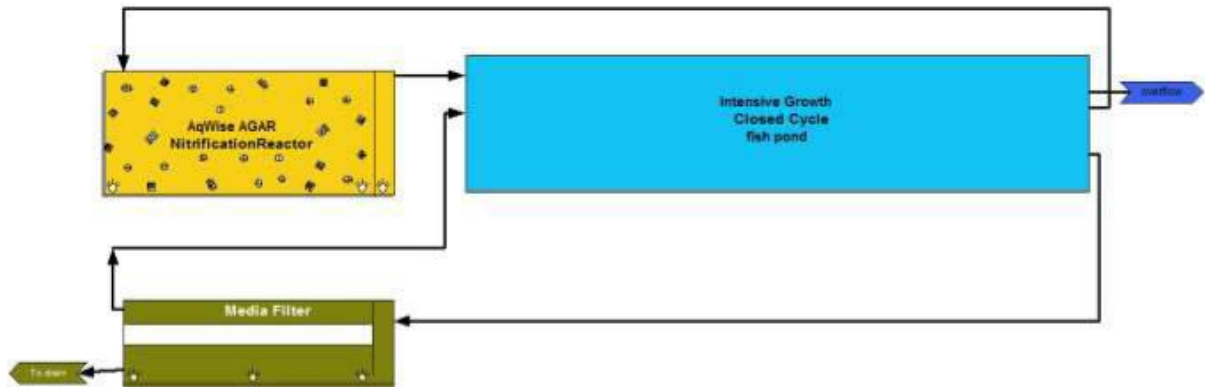 AqWise AGAR
NitrificationReactor
Intensive Growth
Closed Cycle
fish pond
overflow
Media Filter
To drain